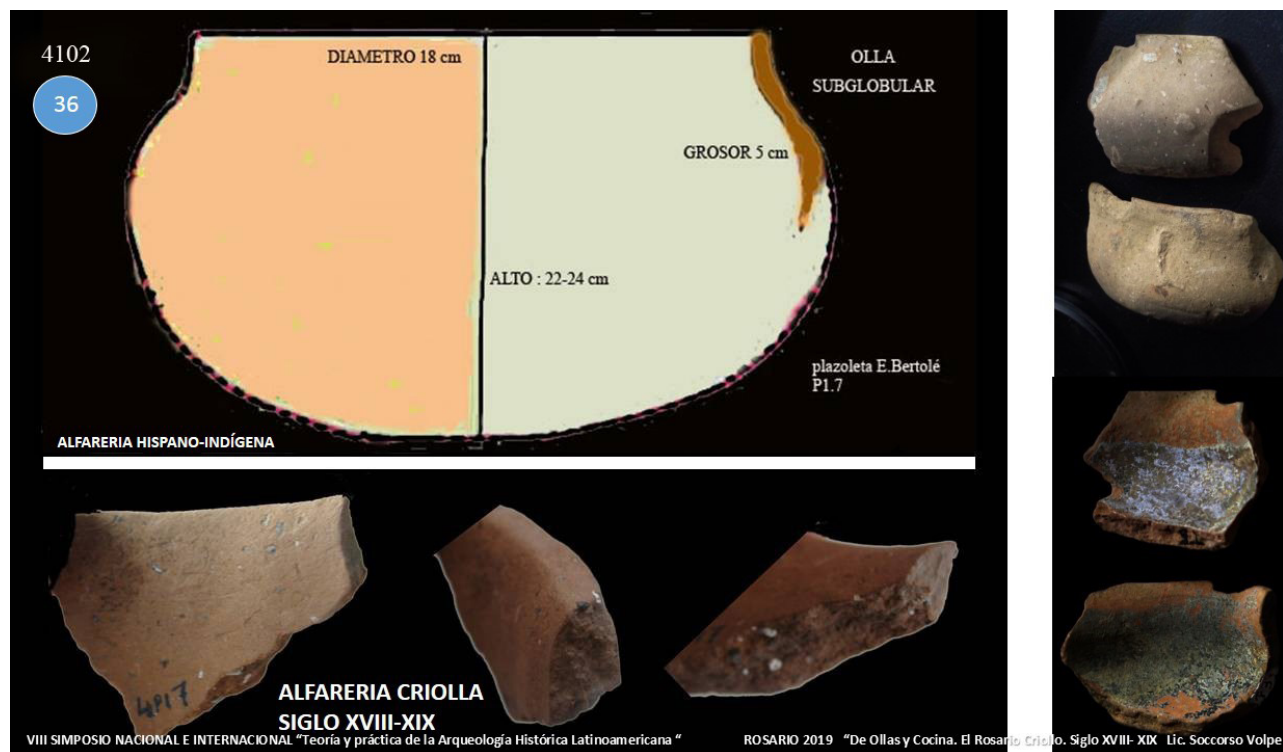 4102
36
DIAMETRO 18 cm
OLLA
SUBGLOBULAR
GROSOR 5 cm
ALTO : 22-24 cm
plazoleta E.Bertolé
P1.7
ALFARERIA HISPANO-INDÍGENA
4P17
ALFARERIA CRIOLLA
SIGLO XVIII-XIX
VIII SIMPOSIO NACIONAL E INTERNACIONAL “Teoría y práctica de la Arqueología Histórica Latinoamericana “
ROSARIO 2019 “De Ollas y Cocina. El Rosario Criollo. Siglo XVIII- XIX Lic. Soccorso Volpe